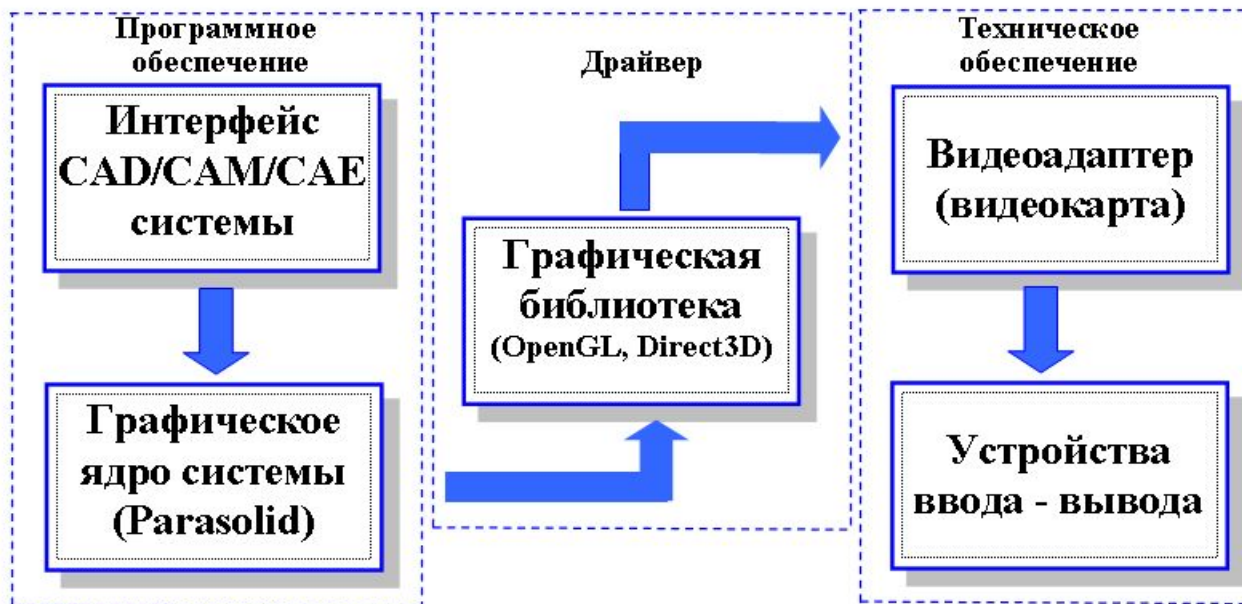 Программное
обеспечение
Интерфейс
CAD/CAM/CAE
системы
Графическое
ядро системы
(Parasolid)
Драйвер
Графическая
библиотека
(OpenGL, Direct3D)
Техническое
обеспечение
Видеоадаптер
(видеокарта)
Устройства
ввода - вывода